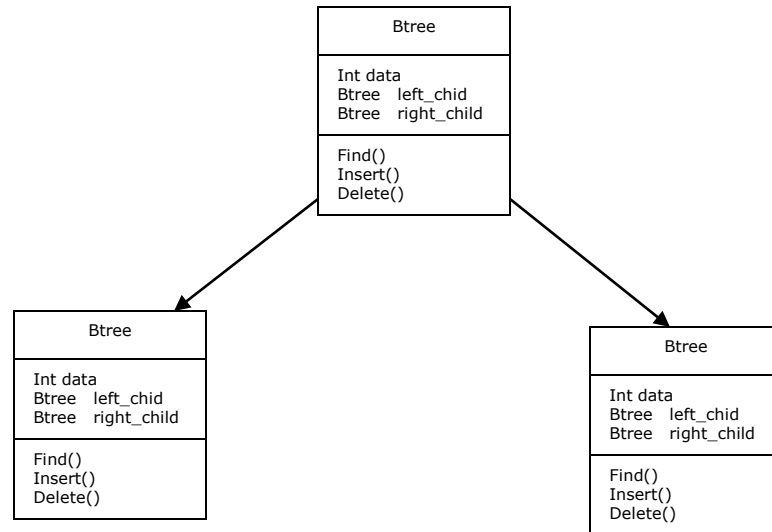 Btree
Int data
Btree left_chid
Btree right_child
Find()
Insert()
Delete()
Btree
Int data
Btree left_chid
Btree right_child
Find()
Insert()
Delete()
Btree
Int data
Btree left_chid
Btree right_child
Find()
Insert()
Delete()